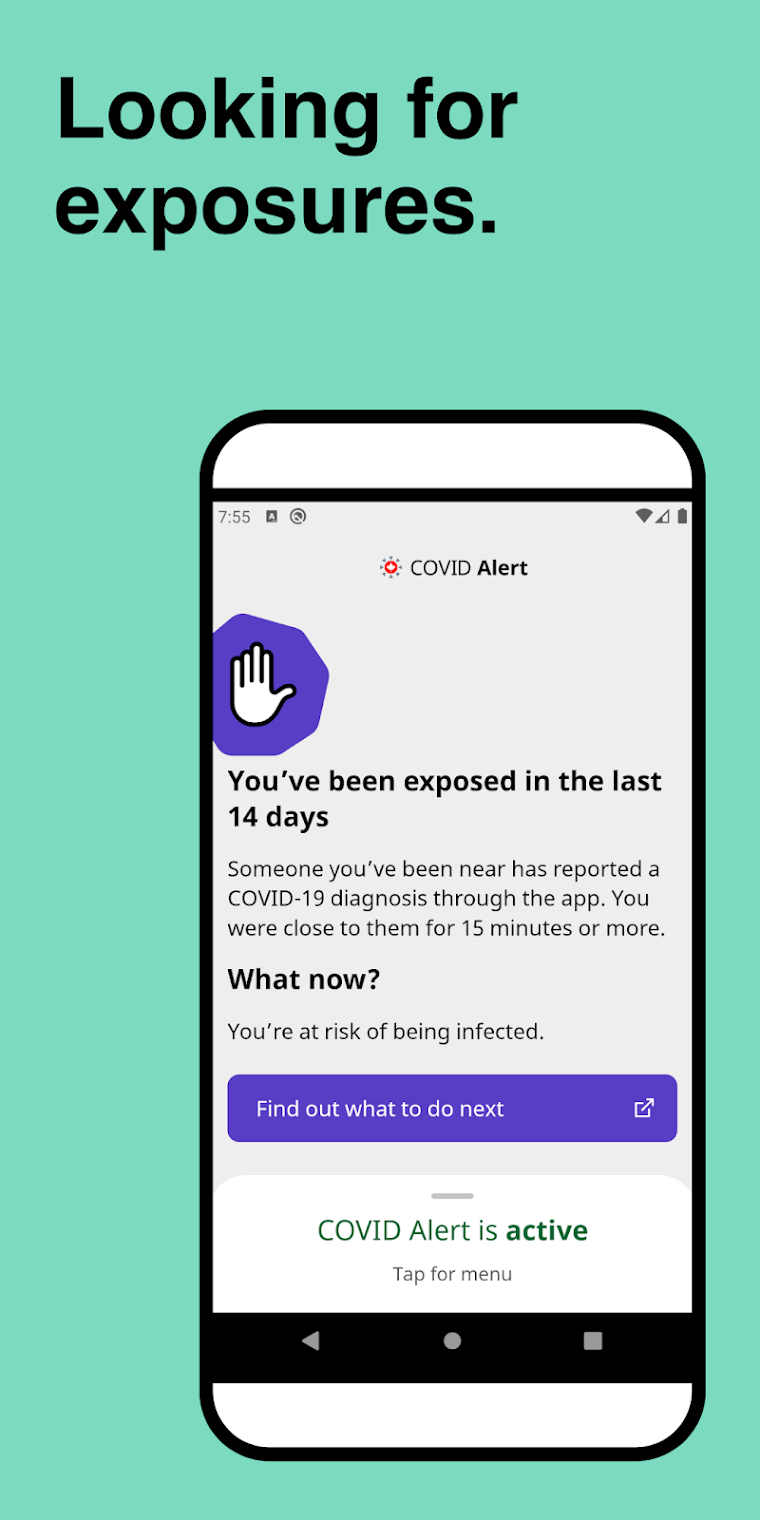 Looking for
exposures.
7:55
COVID Alert
You’ve been exposed in the last
14 days
Someone you’ve been near has reported a
COVID-19 diagnosis through the app. You
were close to them for 15 minutes or more.
What now?
You’re at risk of being infected.
Find out what to do next
COVID Alert is active
Tap for menu